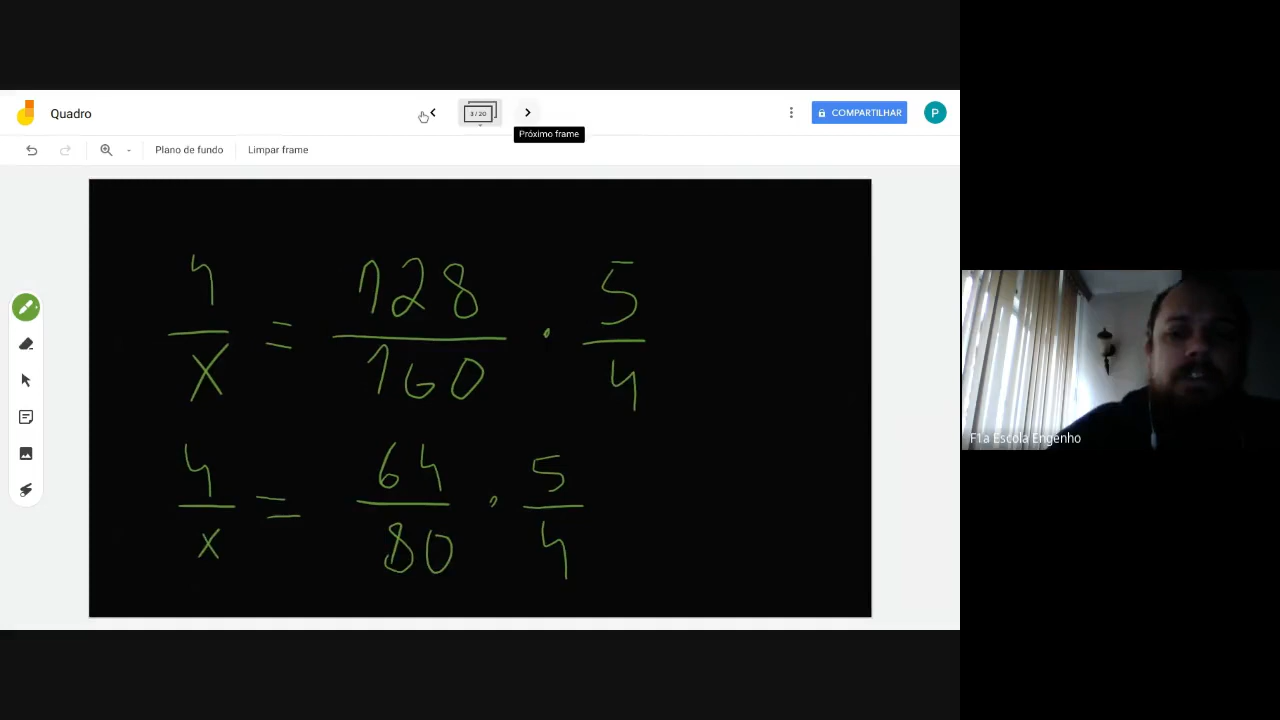 Quadro
3 / 20
COMPARTILHAR
P
Próximo frame
Plano de fundo
Limpar frame
4/X = 128/160 · 5/4
4/x = 64/80 · 5/4
F1a Escola Engenho